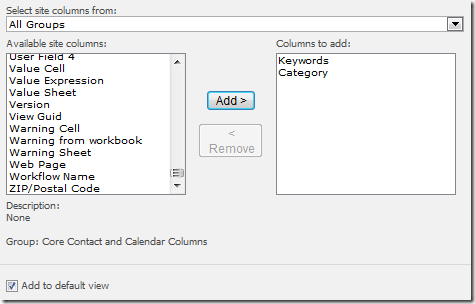 Select site columns from:
All Groups
Available site columns:
User Field 4
Value Cell
Value Expression
Value Sheet
Version
View Guid
Warning Cell
Warning from workbook
Warning Sheet
Web Page
Workflow Name
ZIP/Postal Code
Add >
<
Remove
Columns to add:
Keywords
Category
Description:
None
Group: Core Contact and Calendar Columns
Add to default view